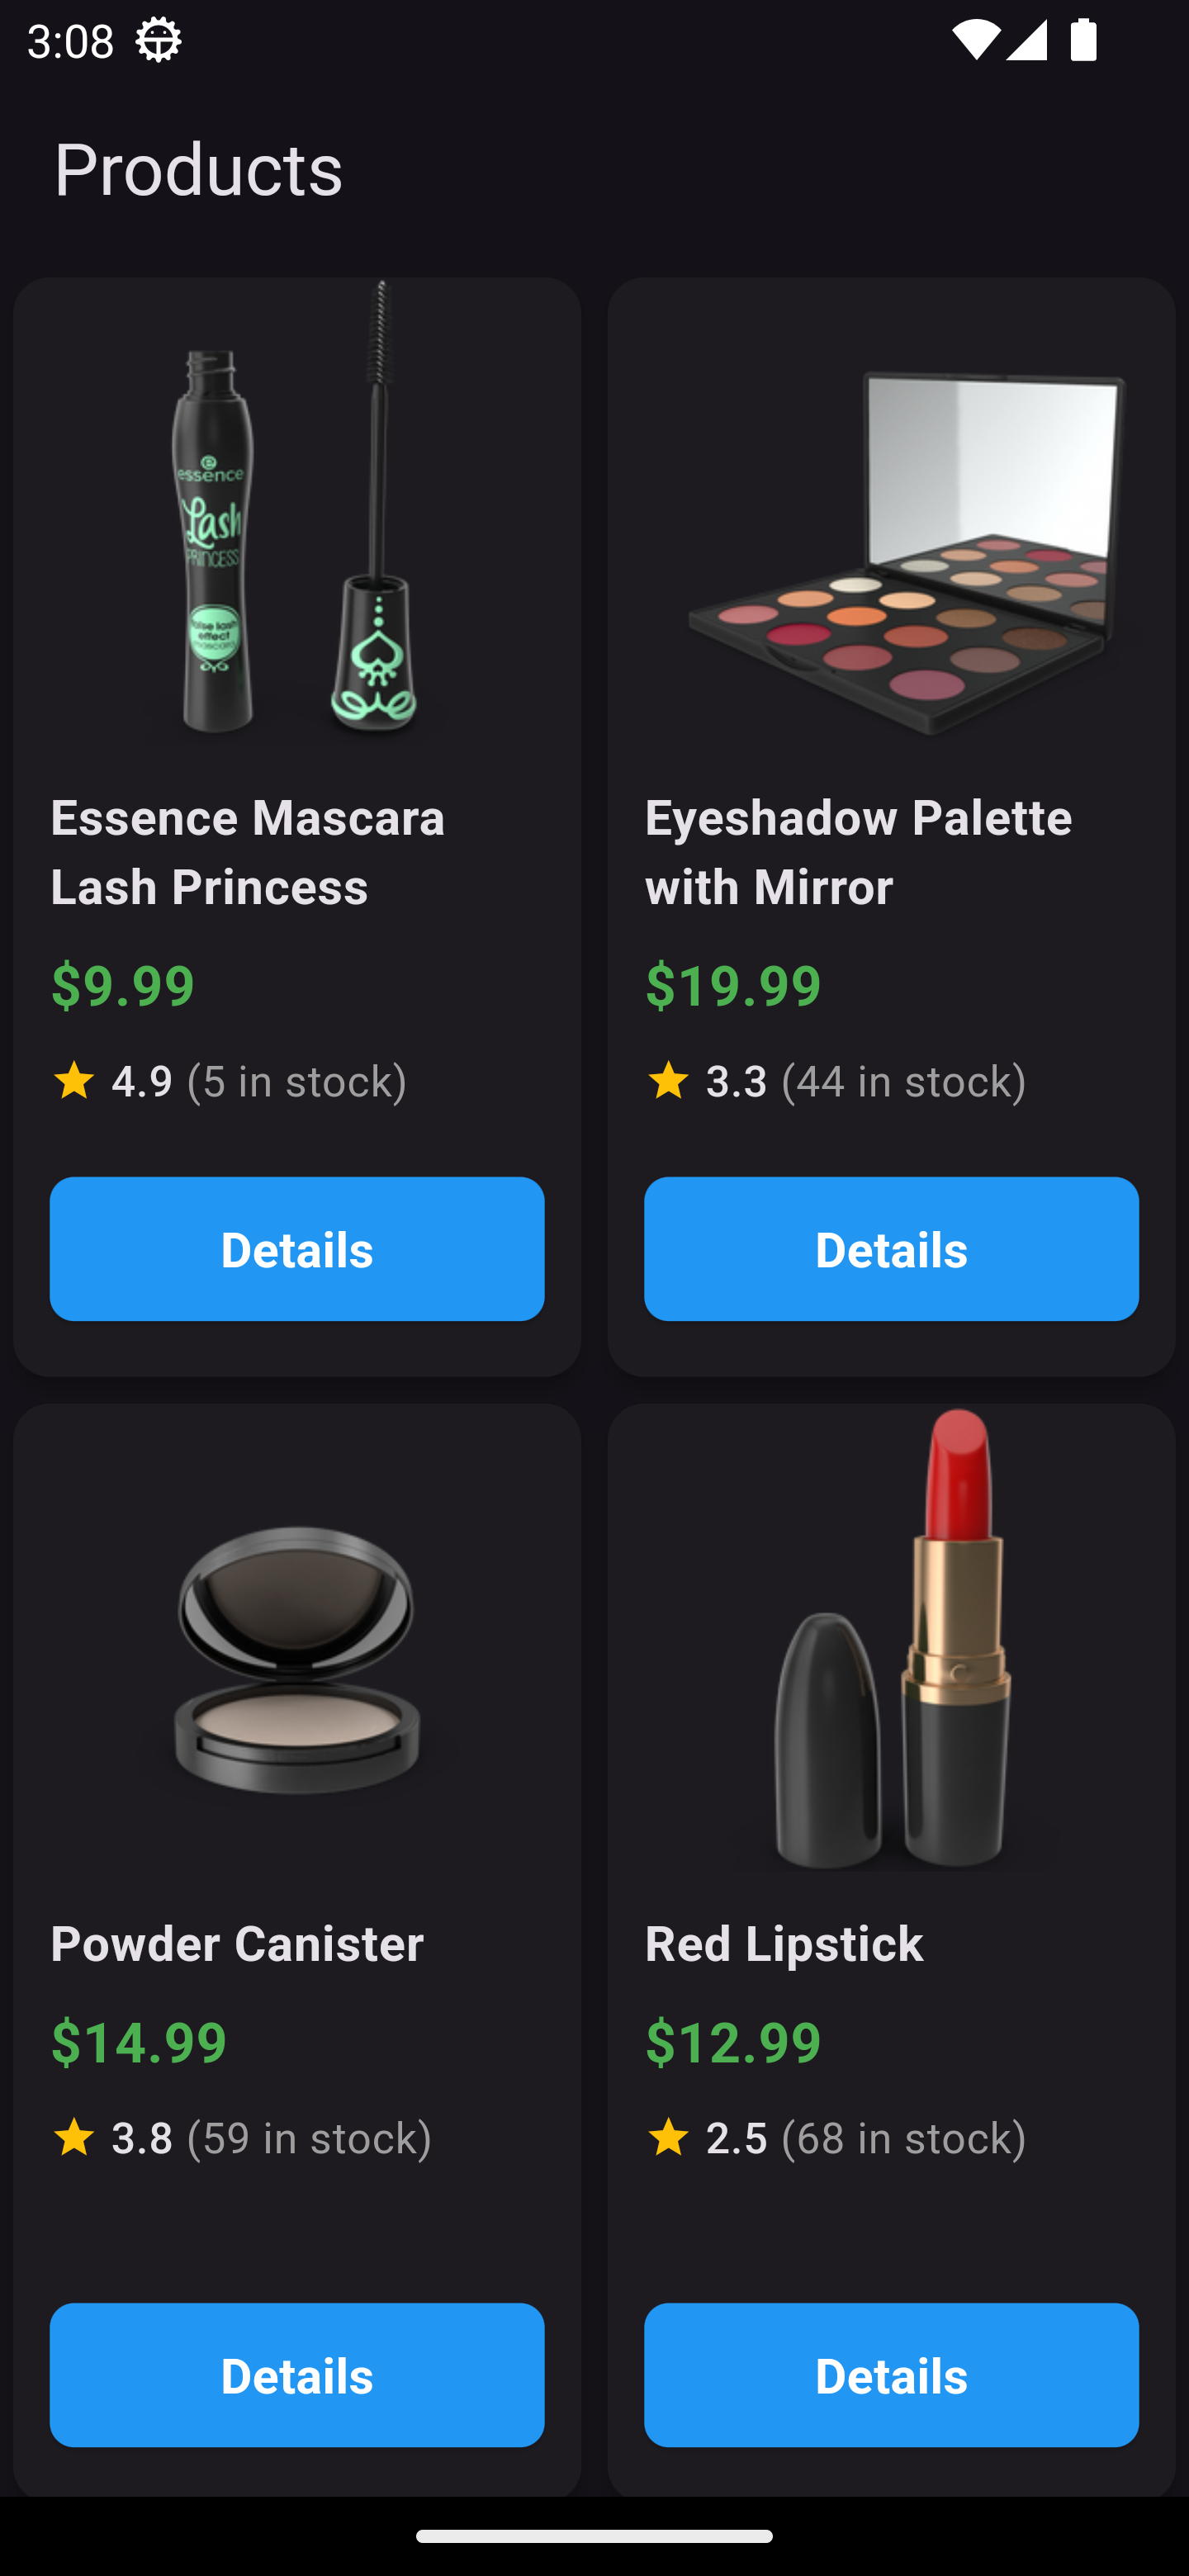 3:08
Products
essence
Lash
PRINCESS
false lash
effect
mascara
Essence Mascara
Lash Princess
$9.99
4.9 (5 in stock)
Details
Eyeshadow Palette
with Mirror
$19.99
3.3 (44 in stock)
Details
Powder Canister
$14.99
3.8 (59 in stock)
Details
Red Lipstick
$12.99
2.5 (68 in stock)
Details